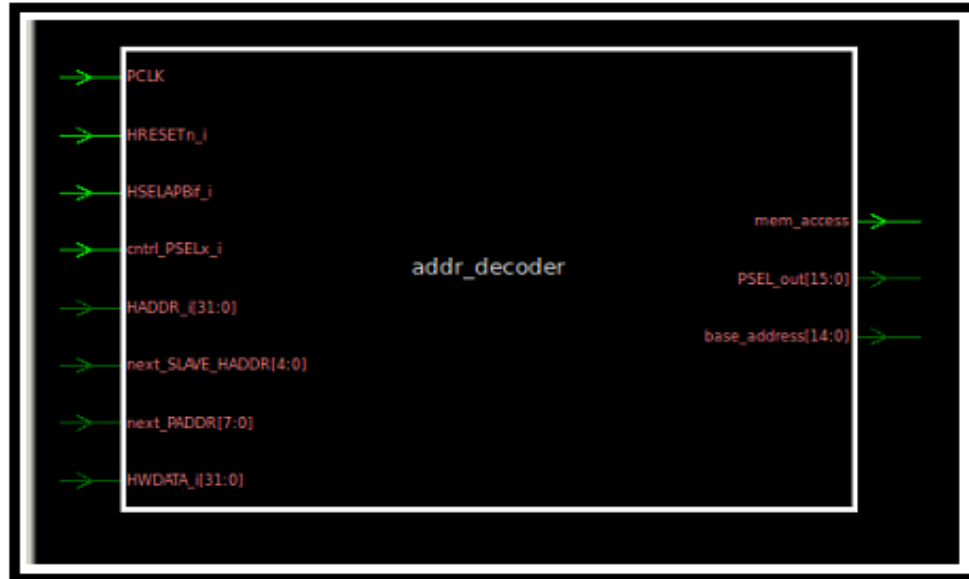 PCLK
HRESETn_i
HSELAPBif_i
cntrl_PSELx_i
HADDR_i[31:0]
next_SLAVE_HADDR[4:0]
next_PADDR[7:0]
HWDATA_i[31:0]
addr_decoder
mem_access
PSEL_out[15:0]
base_address[14:0]